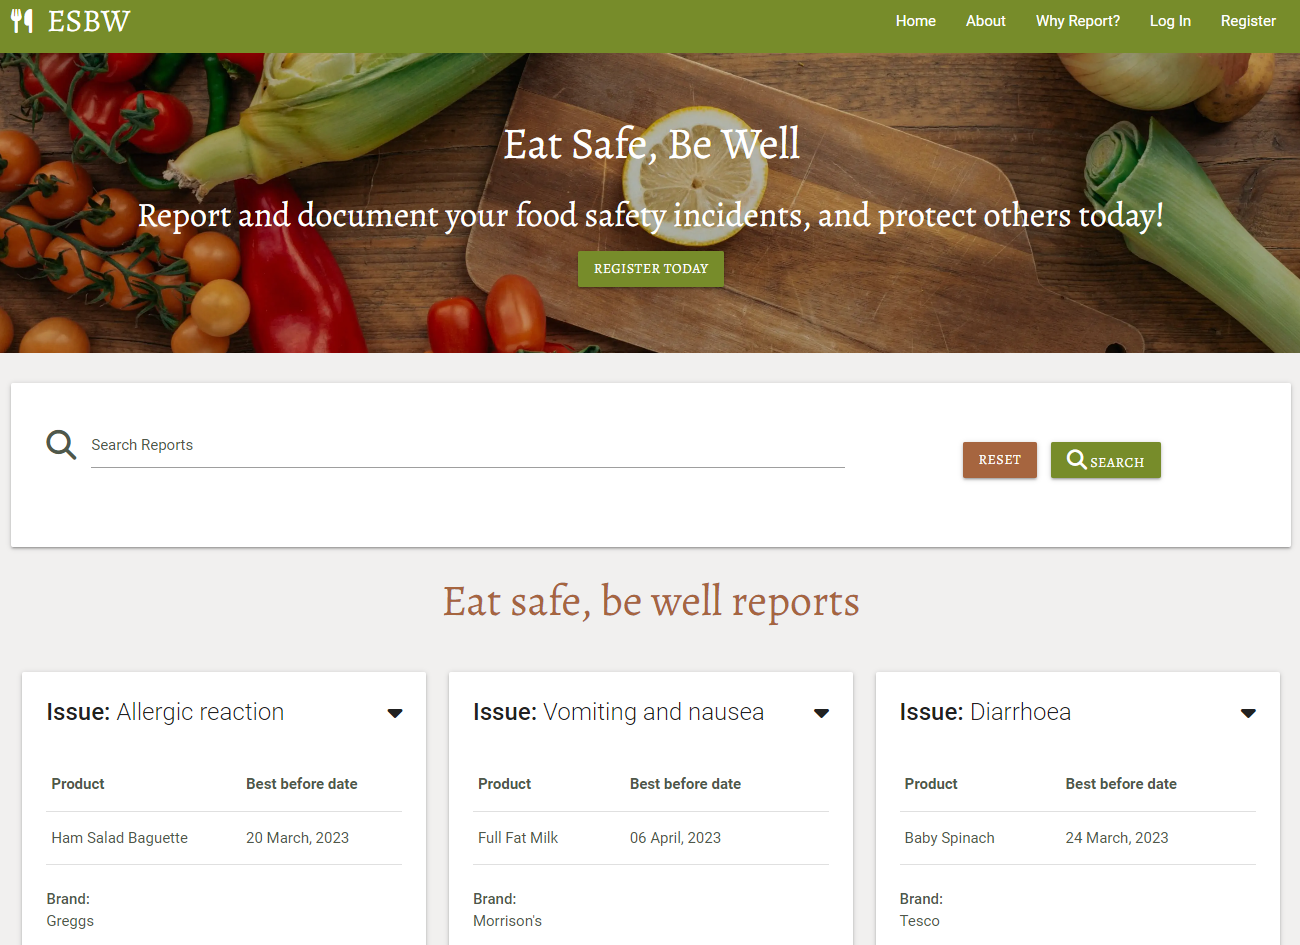 ESBW
Home About Why Report? Log In Register
Eat Safe, Be Well
Report and document your food safety incidents, and protect others today!
REGISTER TODAY
Search Reports
RESET SEARCH
Eat safe, be well reports
Issue: Allergic reaction
Product Best before date
Ham Salad Baguette 20 March, 2023
Brand:
Greggs
Issue: Vomiting and nausea
Product Best before date
Full Fat Milk 06 April, 2023
Brand:
Morrison's
Issue: Diarrhoea
Product Best before date
Baby Spinach 24 March, 2023
Brand:
Tesco